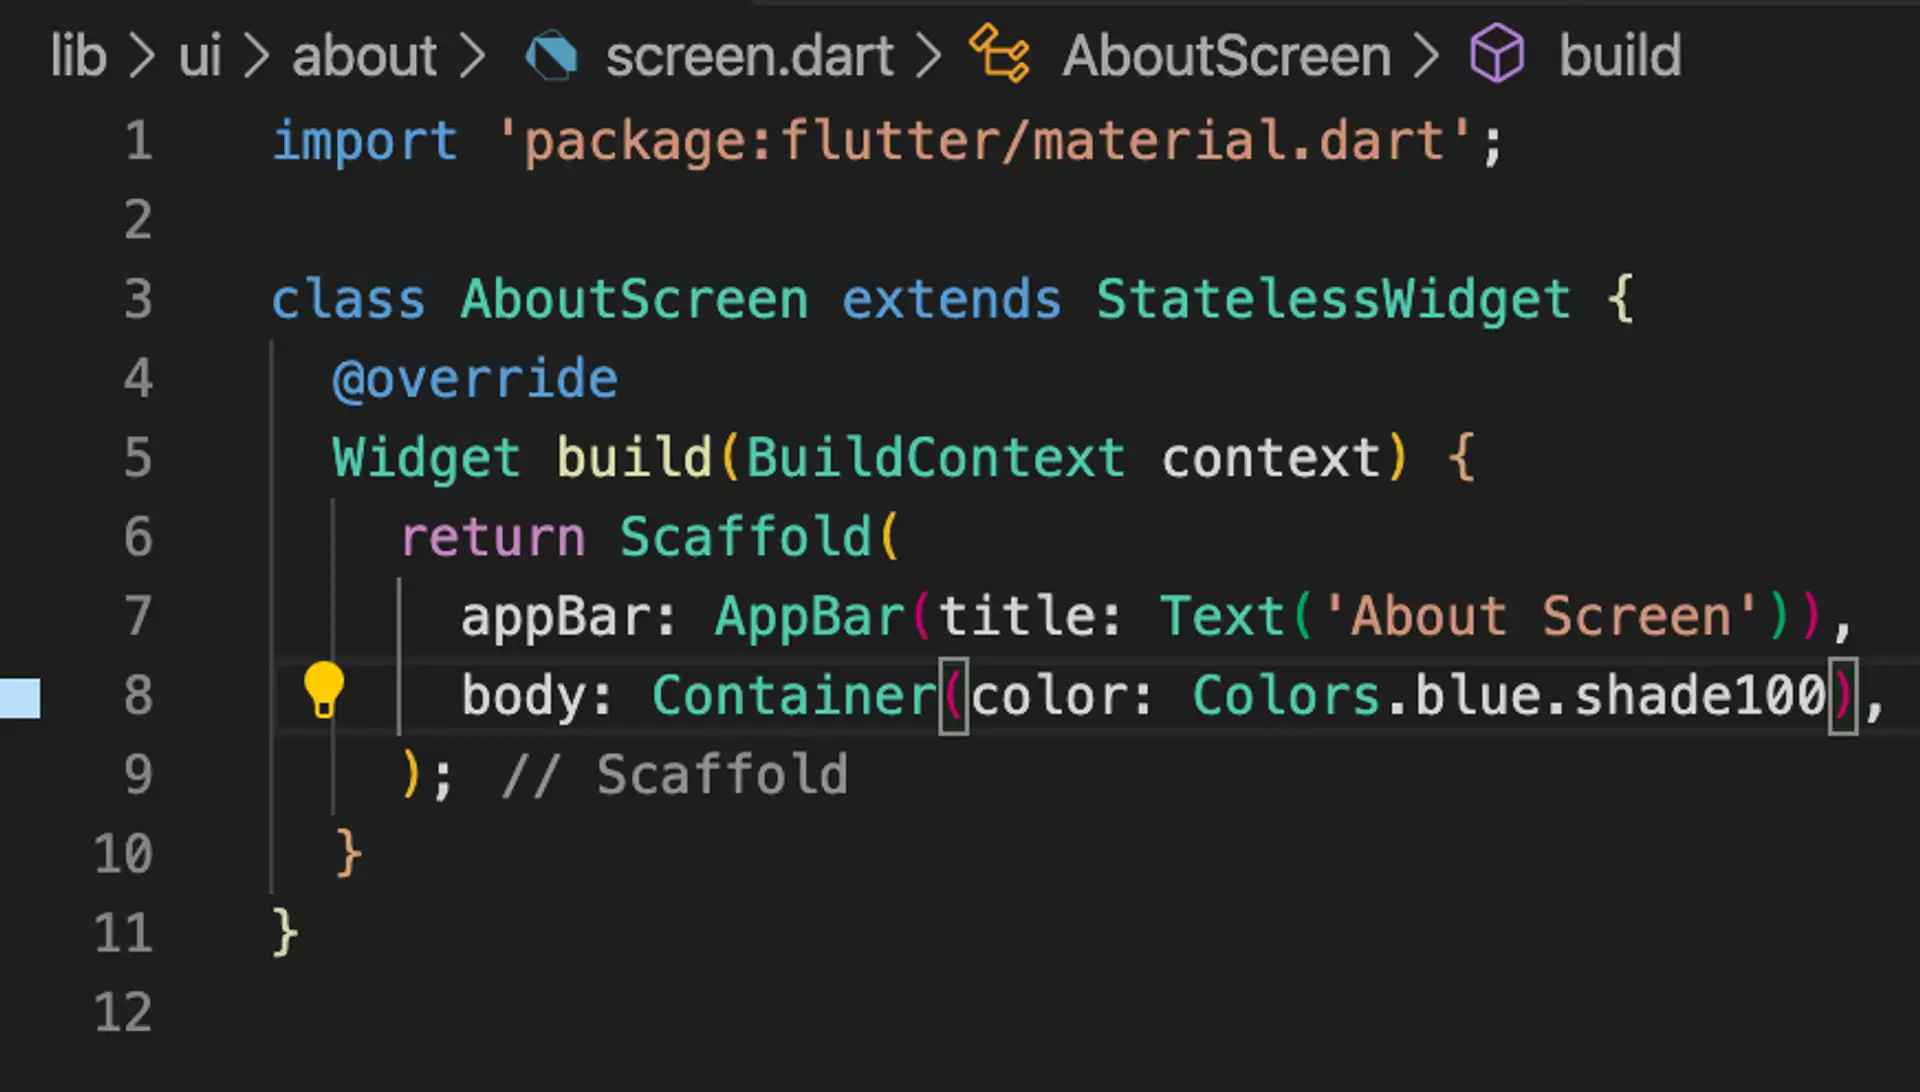 lib > ui > about > screen.dart > AboutScreen > build
1 import 'package:flutter/material.dart';
2
3 class AboutScreen extends StatelessWidget {
4 @override
5 Widget build(BuildContext context) {
6 return Scaffold(
7 appBar: AppBar(title: Text('About Screen')),
8 body: Container(color: Colors.blue.shade100),
9 ); // Scaffold
10 }
11 }
12